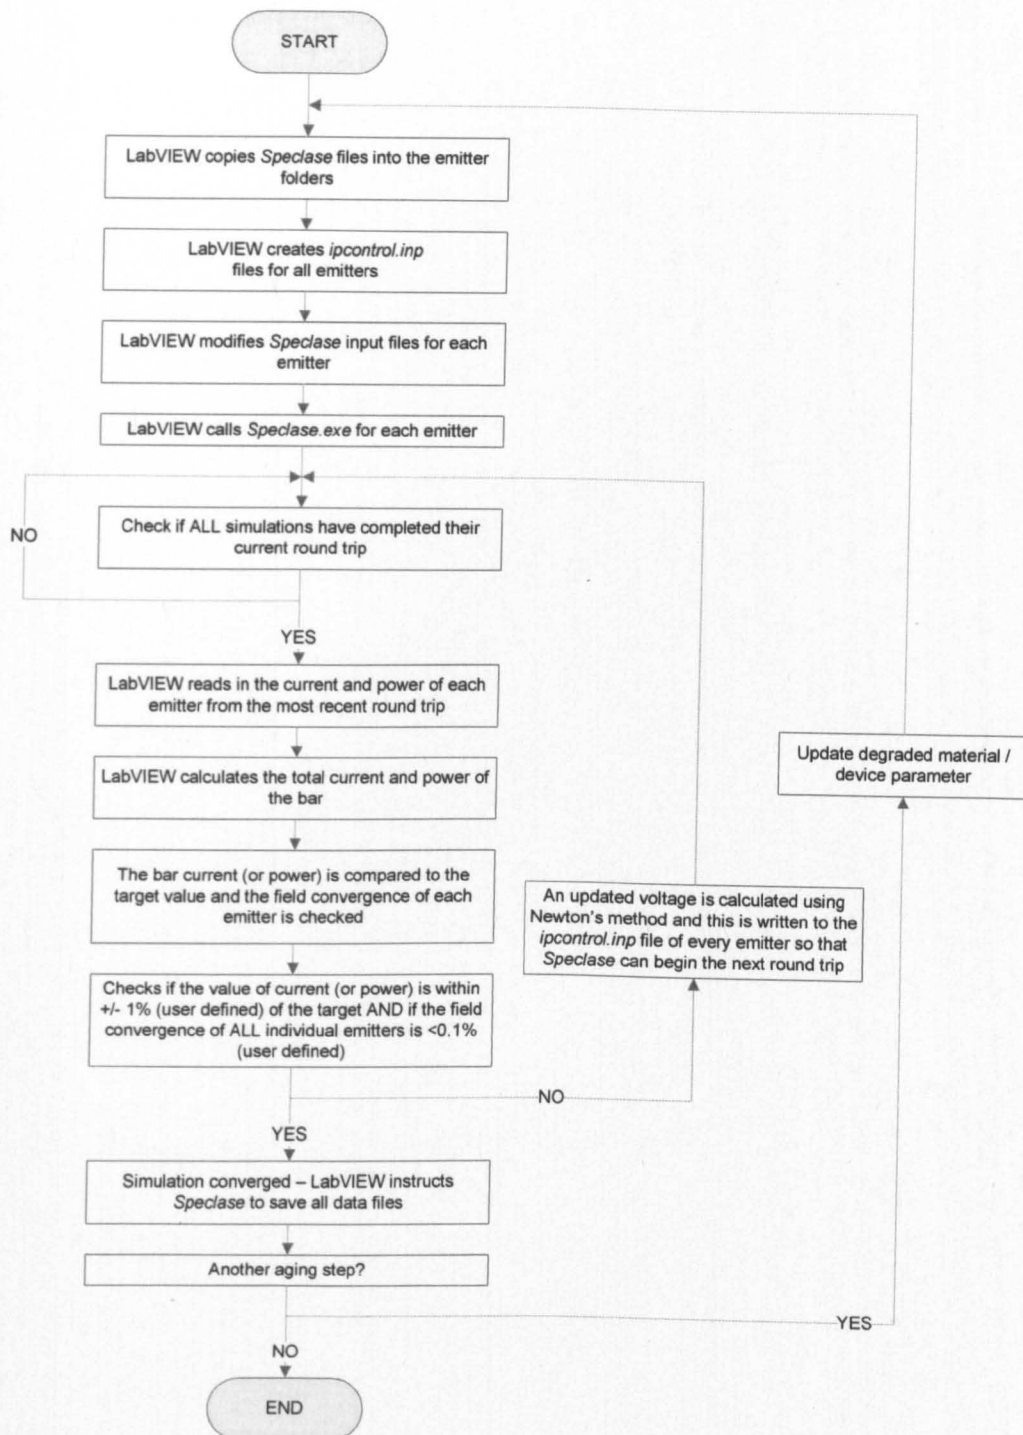 START
LabVIEW copies Speclase files into the emitter
folders
LabVIEW creates ipcontrol.inp
files for all emitters
LabVIEW modifies Speclase input files for each
emitter
LabVIEW calls Speclase.exe for each emitter
NO
Check if ALL simulations have completed their
current round trip
YES
LabVIEW reads in the current and power of each
emitter from the most recent round trip
LabVIEW calculates the total current and power of
the bar
Update degraded material /
device parameter
The bar current (or power) is compared to the
target value and the field convergence of each
emitter is checked
An updated voltage is calculated using
Newton's method and this is written to the
ipcontrol.inp file of every emitter so that
Speclase can begin the next round trip
Checks if the value of current (or power) is within
+/- 1% (user defined) of the target AND if the field
convergence of ALL individual emitters is <0.1%
(user defined)
NO
YES
Simulation converged – LabVIEW instructs
Speclase to save all data files
Another aging step?
YES
NO
END